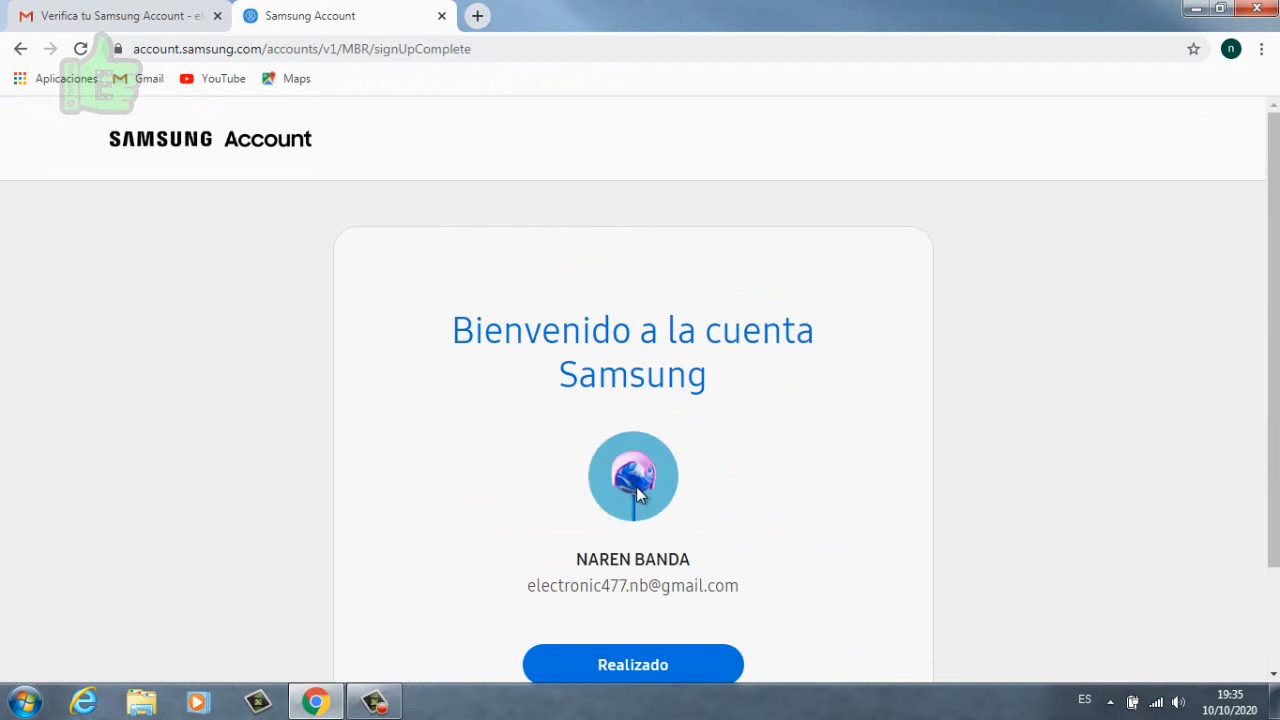 Verifica tu Samsung Account - el
Samsung Account
account.samsung.com/accounts/v1/MBR/signUpComplete
n
Aplicaciones
Gmail
YouTube
Maps
SAMSUNG Account
Bienvenido a la cuenta
Samsung
NAREN BANDA
electronic477.nb@gmail.com
Realizado
ES
19:35
10/10/2020